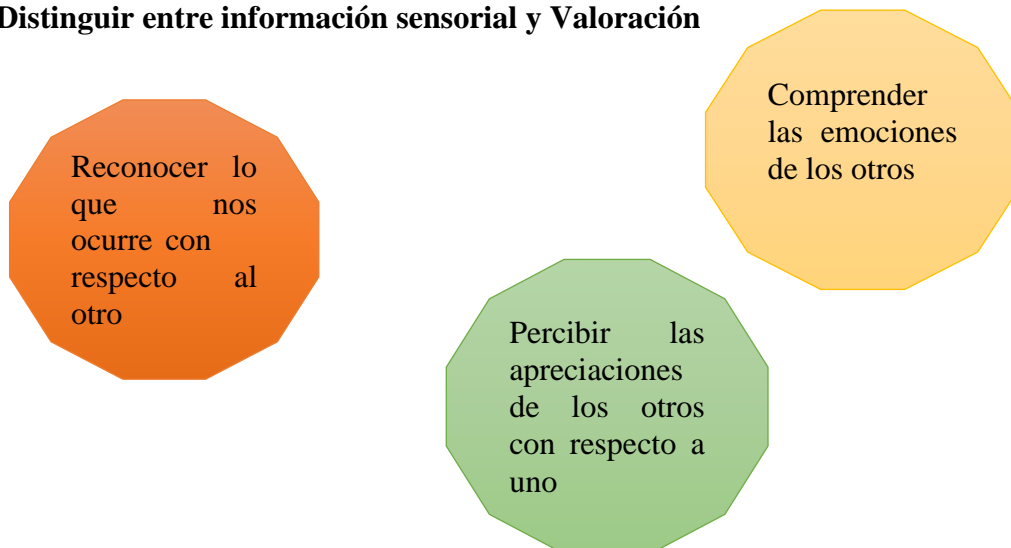 Distinguir entre información sensorial y Valoración
Comprender
las emociones
de los otros
Reconocer lo
que nos
ocurre con
respecto al
otro
Percibir las
apreciaciones
de los otros
con respecto a
uno